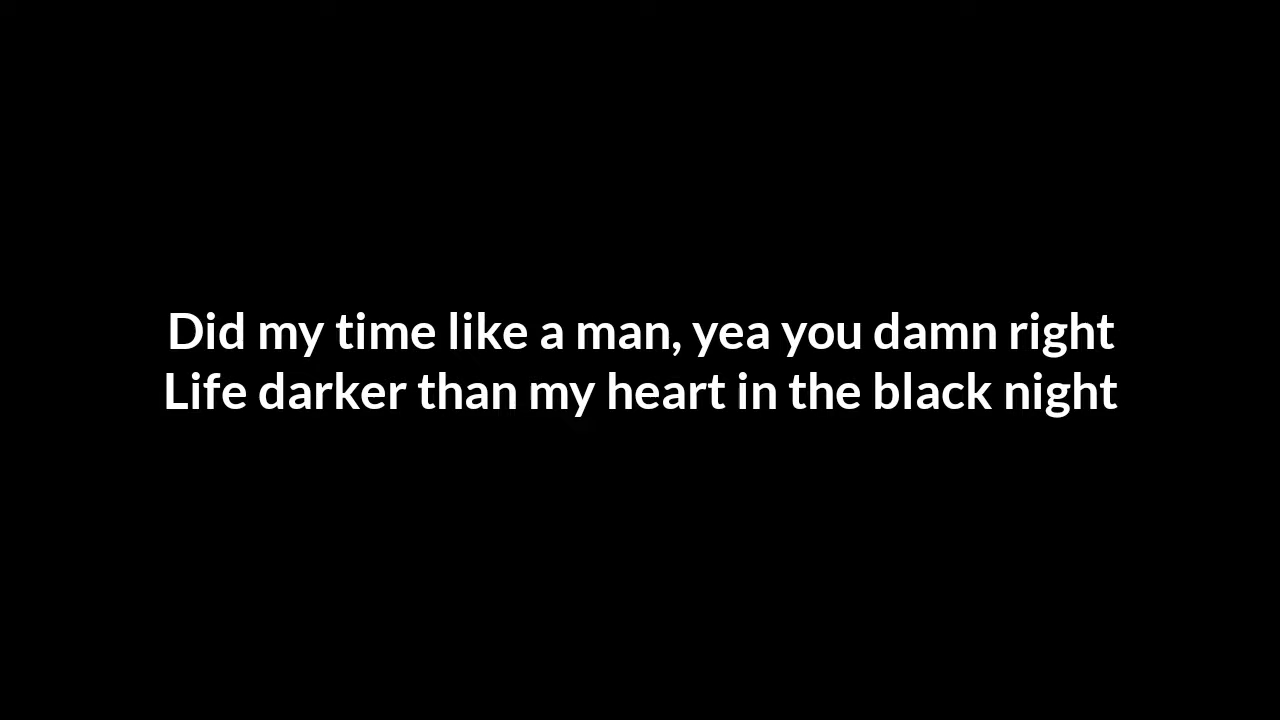 Did my time like a man, yea you damn right
Life darker than my heart in the black night